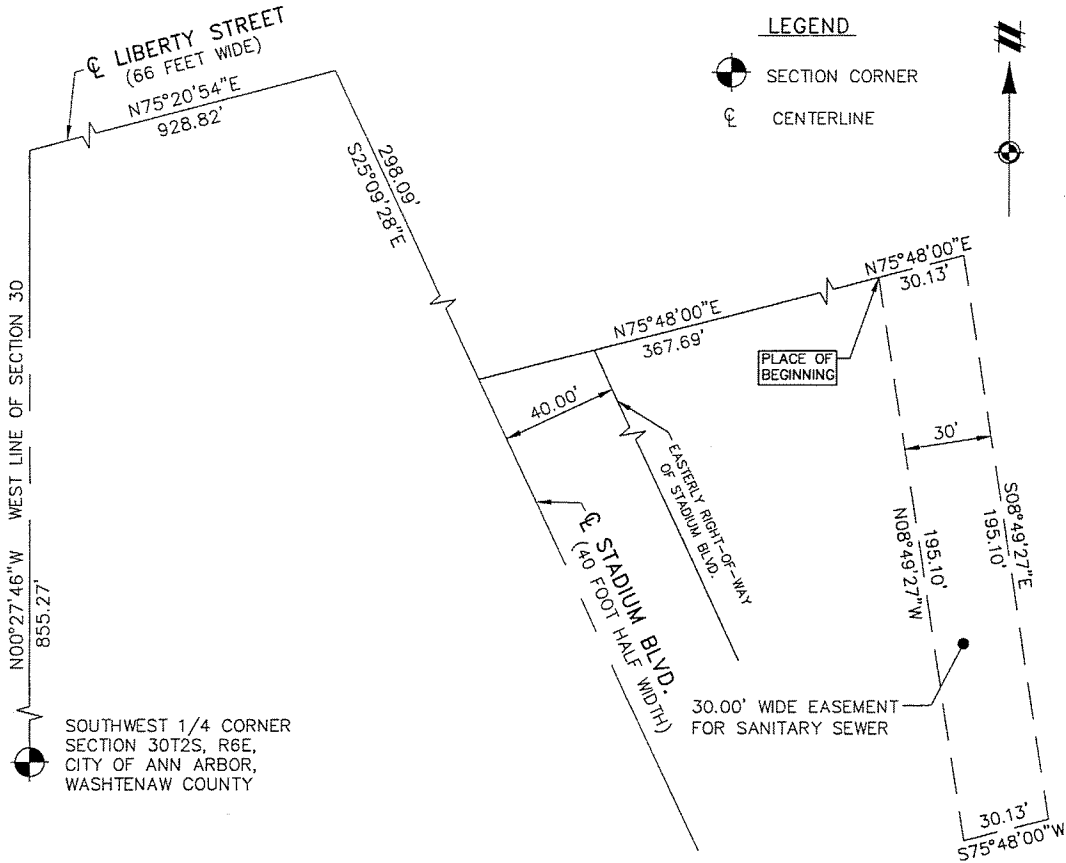 LEGEND
SECTION CORNER
℄ CENTERLINE
℄ LIBERTY STREET
(66 FEET WIDE)
N75°20'54"E
928.82'
298.09'
S25°09'28"E
N75°48'00"E
30.13'
N75°48'00"E
367.69'
PLACE OF
BEGINNING
WEST LINE OF SECTION 30
N00°27'46"W
855.27'
40.00'
EASTERLY RIGHT-OF-WAY
OF STADIUM BLVD.
30'
℄ STADIUM BLVD.
(40 FOOT HALF WIDTH)
195.10'
N08°49'27"W
S08°49'27"E
195.10'
30.00' WIDE EASEMENT
FOR SANITARY SEWER
SOUTHWEST 1/4 CORNER
SECTION 30T2S, R6E,
CITY OF ANN ARBOR,
WASHTENAW COUNTY
30.13'
S75°48'00"W